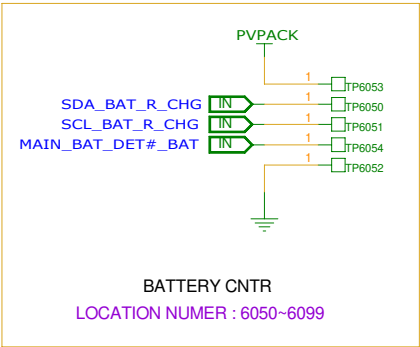 PVPACK
1 TP6053
SDA_BAT_R_CHG IN 1 TP6050
SCL_BAT_R_CHG IN 1 TP6051
MAIN_BAT_DET#_BAT IN 1 TP6054
1 TP6052
BATTERY CNTR
LOCATION NUMER : 6050~6099